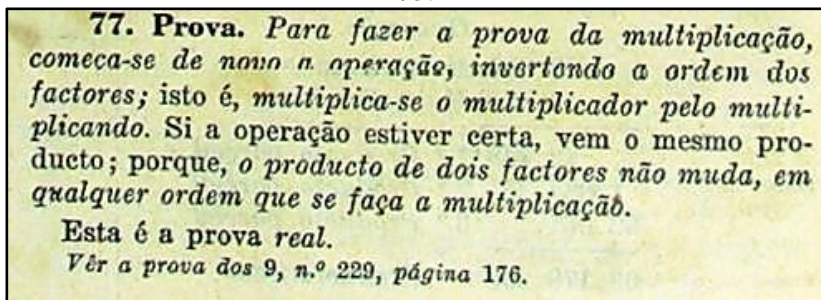 77. Prova. Para fazer a prova da multiplicação,
começa-se de novo a operação, invertendo a ordem dos
factores; isto é, multiplica-se o multiplicador pelo multi-
plicando. Si a operação estiver certa, vem o mesmo pro-
ducto; porque, o producto de dois factores não muda, em
qualquer ordem que se faça a multiplicação.
Esta é a prova real.
Vêr a prova dos 9, n.º 229, página 176.